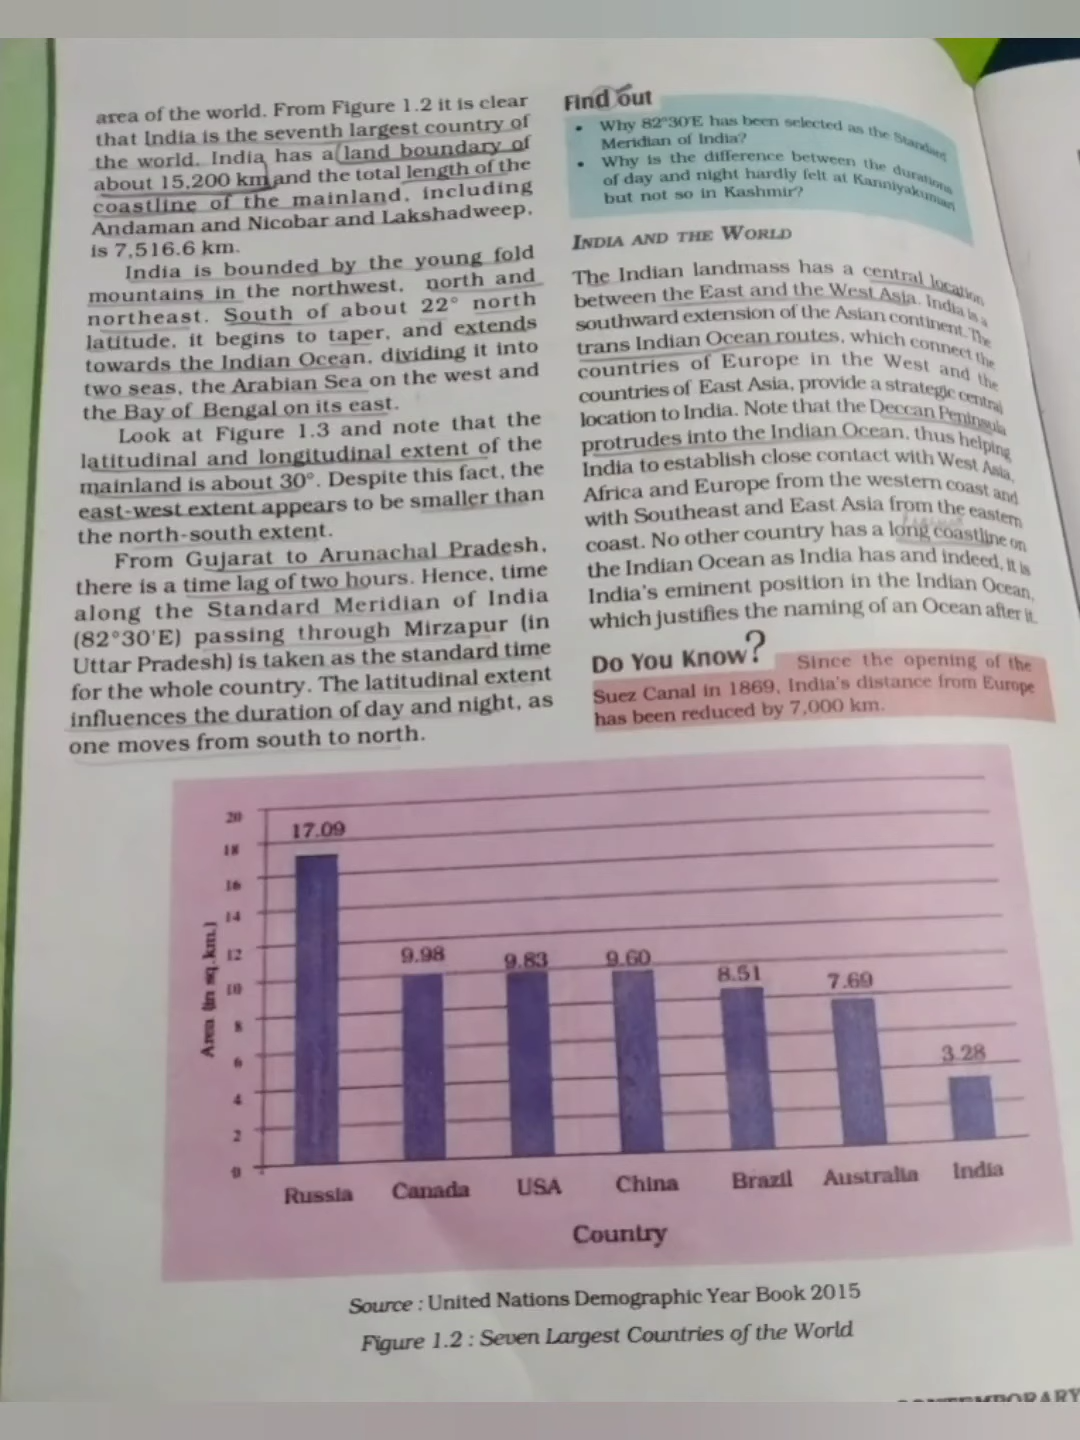 area of the world. From Figure 1.2 it is clear
that India is the seventh largest country of
the world. India has a land boundary of
about 15,200 km and the total length of the
coastline of the mainland, including
Andaman and Nicobar and Lakshadweep,
is 7,516.6 km.
India is bounded by the young fold
mountains in the northwest, north and
northeast. South of about 22° north
latitude, it begins to taper, and extends
towards the Indian Ocean, dividing it into
two seas, the Arabian Sea on the west and
the Bay of Bengal on its east.
Look at Figure 1.3 and note that the
latitudinal and longitudinal extent of the
mainland is about 30°. Despite this fact, the
east-west extent appears to be smaller than
the north-south extent.
From Gujarat to Arunachal Pradesh,
there is a time lag of two hours. Hence, time
along the Standard Meridian of India
(82°30'E) passing through Mirzapur (in
Uttar Pradesh) is taken as the standard time
for the whole country. The latitudinal extent
influences the duration of day and night, as
one moves from south to north.
Find out
• Why 82°30'E has been selected as the Standard
Meridian of India?
• Why is the difference between the durations
of day and night hardly felt at Kanniyakumari
but not so in Kashmir?
INDIA AND THE WORLD
The Indian landmass has a central location
between the East and the West Asia. India is a
southward extension of the Asian continent. The
trans Indian Ocean routes, which connect the
countries of Europe in the West and the
countries of East Asia, provide a strategic central
location to India. Note that the Deccan Peninsula
protrudes into the Indian Ocean, thus helping
India to establish close contact with West Asia,
Africa and Europe from the western coast and
with Southeast and East Asia from the eastern
coast. No other country has a long coastline on
the Indian Ocean as India has and indeed, it is
India's eminent position in the Indian Ocean,
which justifies the naming of an Ocean after it.
Do You Know? Since the opening of the
Suez Canal in 1869, India's distance from Europe
has been reduced by 7,000 km.
20
18
16
14
12
10
8
6
4
2
0
Area (in sq.km.)
17.09
9.98
9.83
9.60
8.51
7.69
3.28
Russia Canada USA China Brazil Australia India
Country
Source : United Nations Demographic Year Book 2015
Figure 1.2 : Seven Largest Countries of the World
CONTEMPORARY